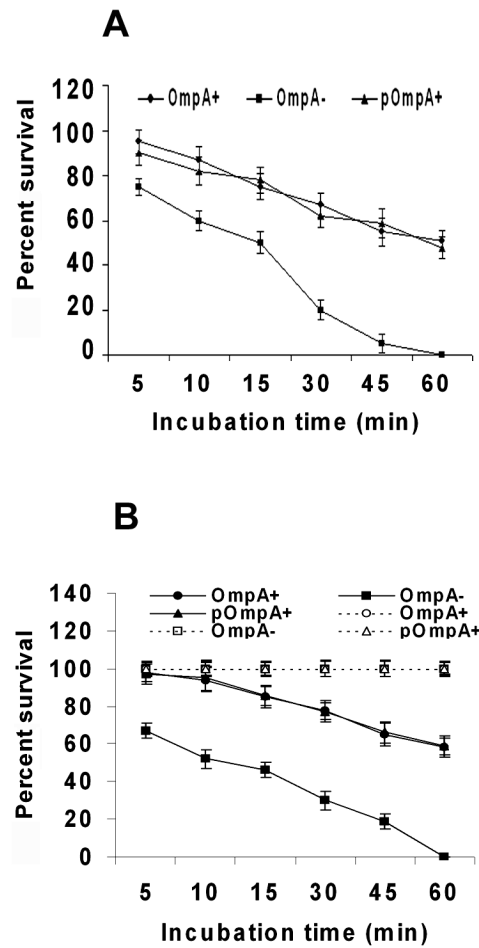 A
OmpA+ OmpA- pOmpA+
Percent survival
120
100
80
60
40
20
0
5 10 15 30 45 60
Incubation time (min)
B
OmpA+ OmpA-
pOmpA+ OmpA+
OmpA- pOmpA+
Percent survival
140
120
100
80
60
40
20
0
5 10 15 30 45 60
Incubation time (min)